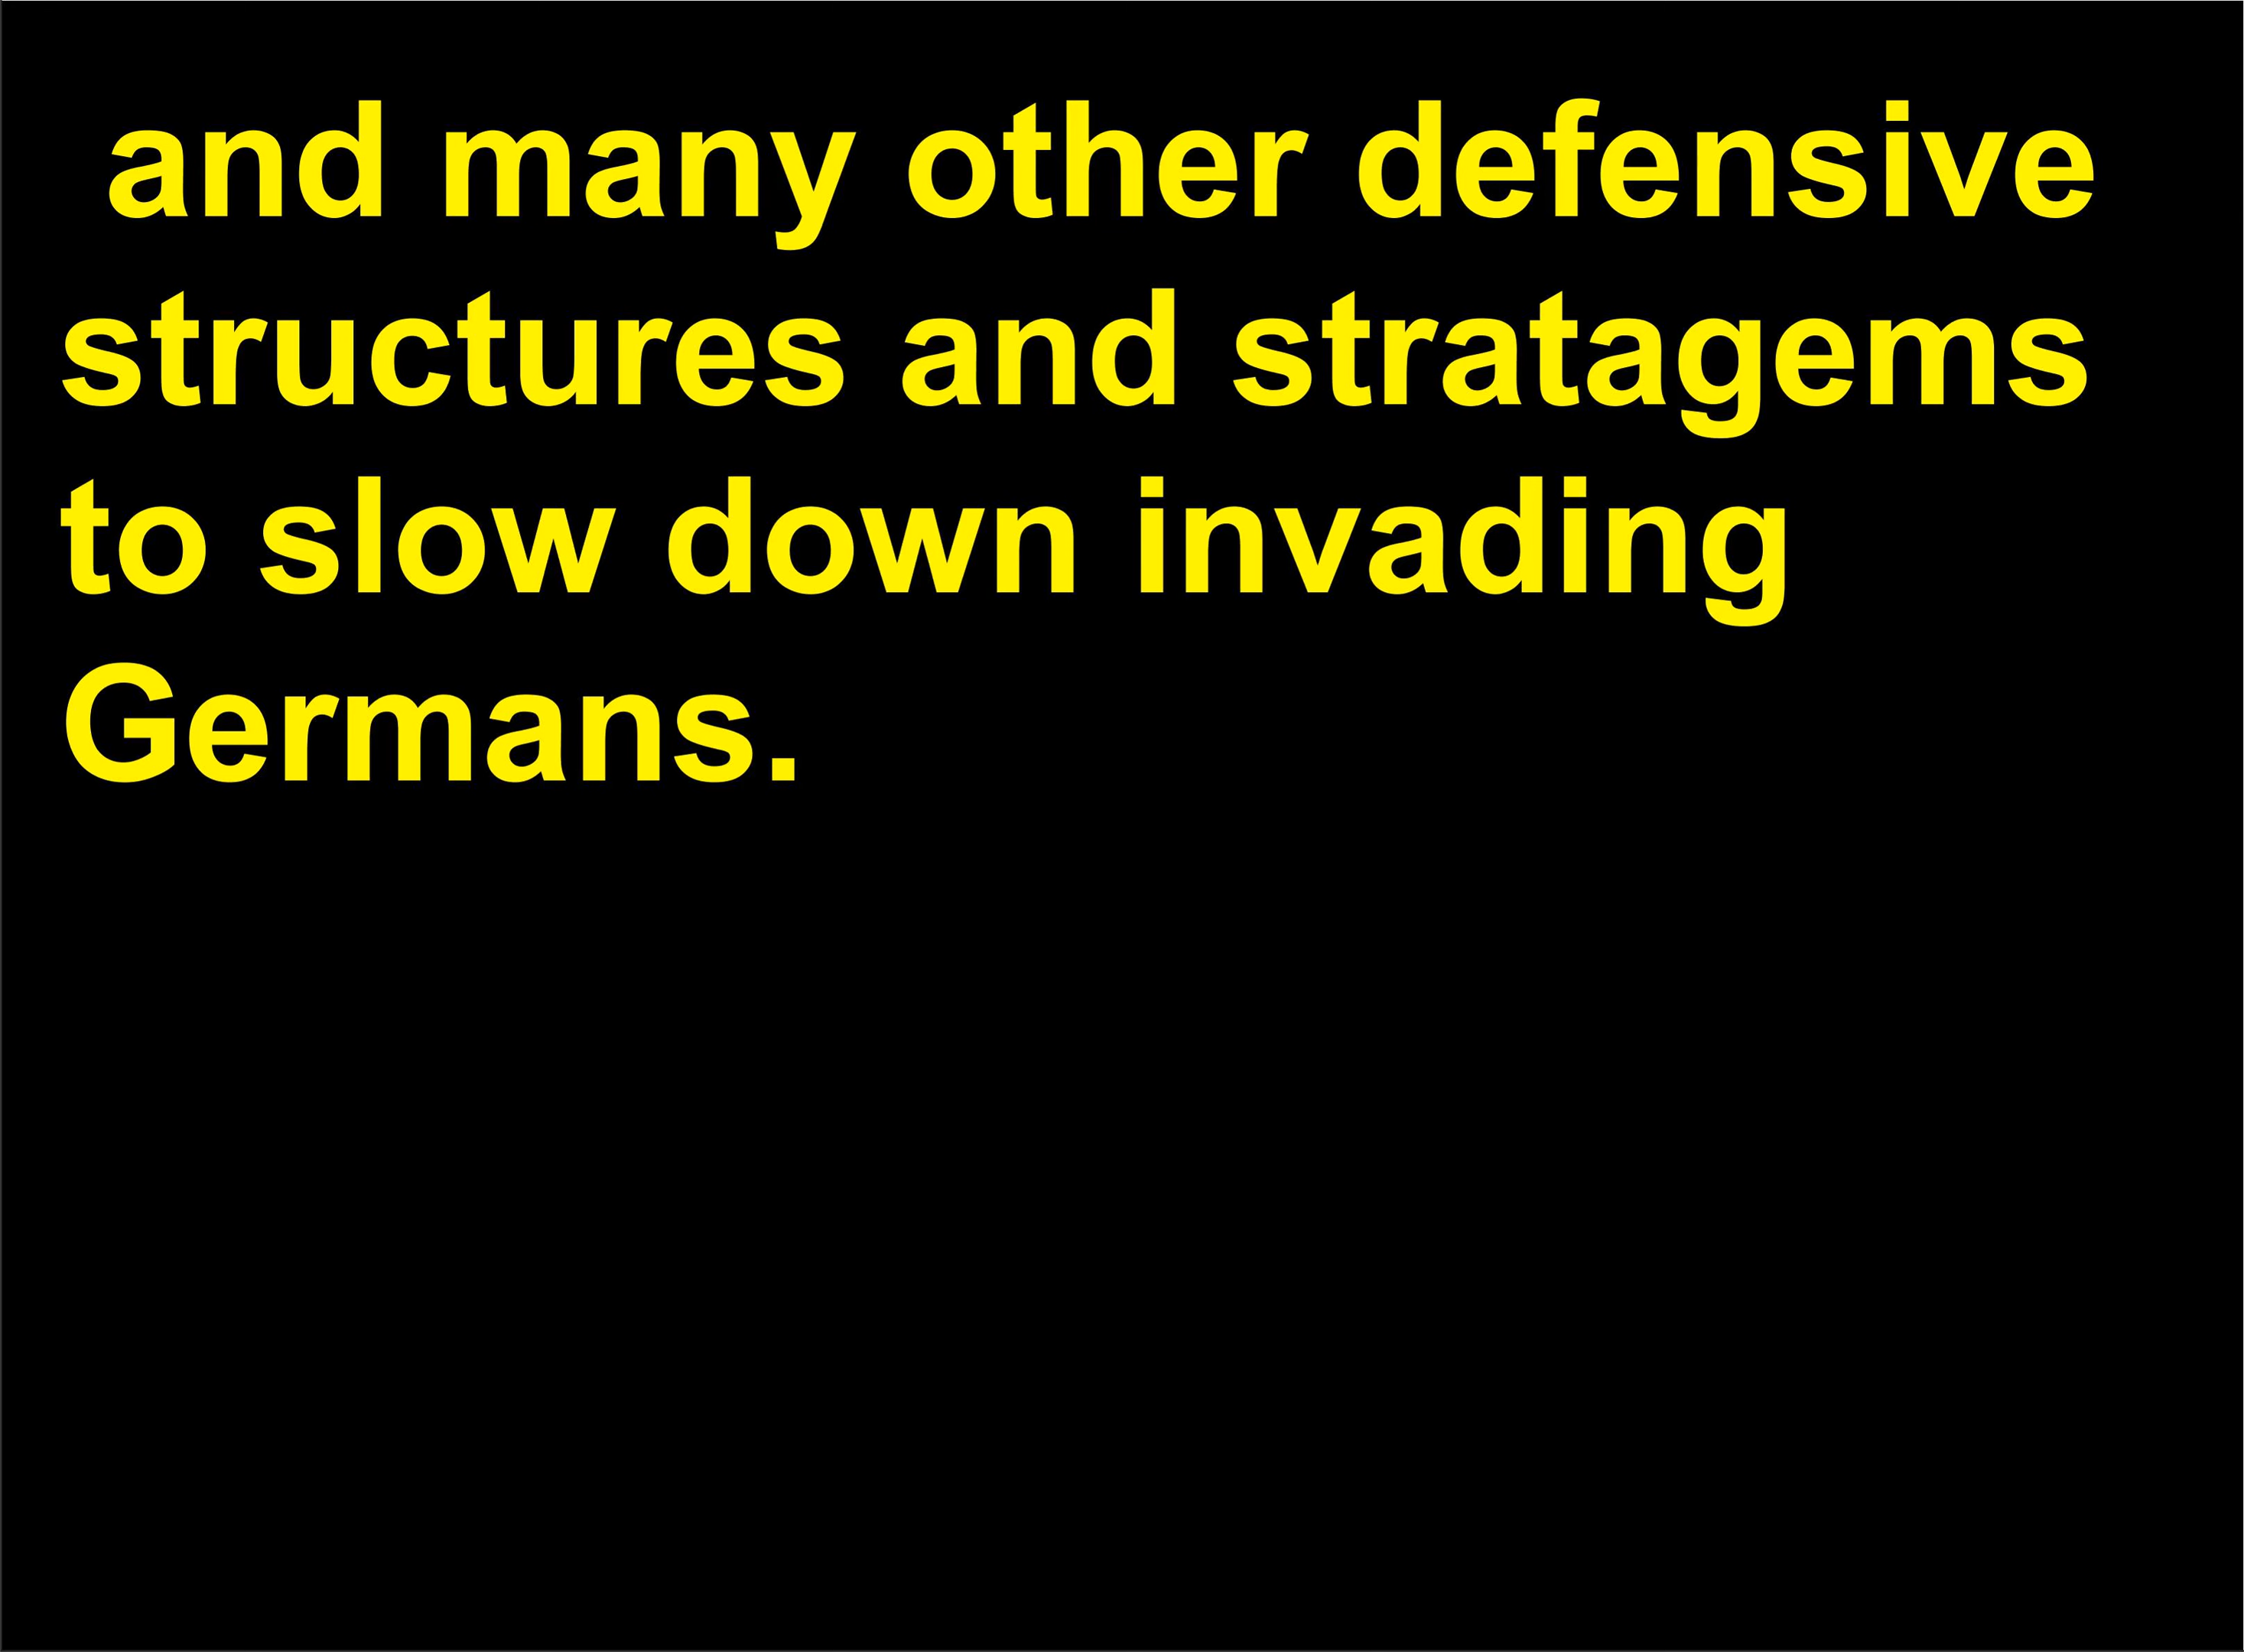 and many other defensive
structures and stratagems
to slow down invading
Germans.